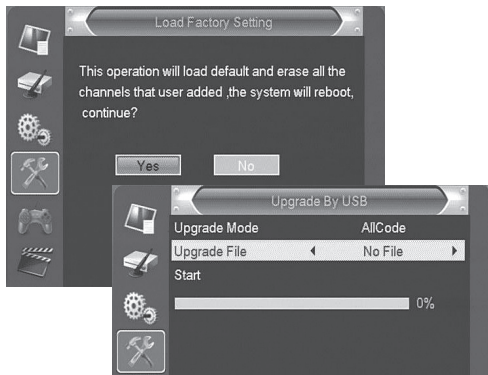 Load Factory Setting
This operation will load default and erase all the
channels that user added ,the system will reboot,
continue?
Yes No
Upgrade By USB
Upgrade Mode AllCode
Upgrade File No File
Start
0%